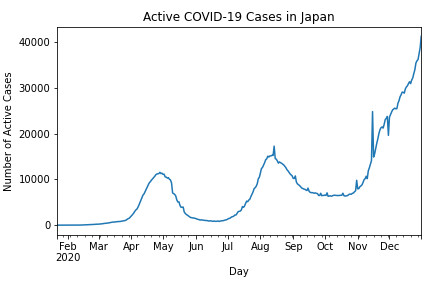 Active COVID-19 Cases in Japan
Number of Active Cases
40000
30000
20000
10000
0
Feb Mar Apr May Jun Jul Aug Sep Oct Nov Dec
2020
Day